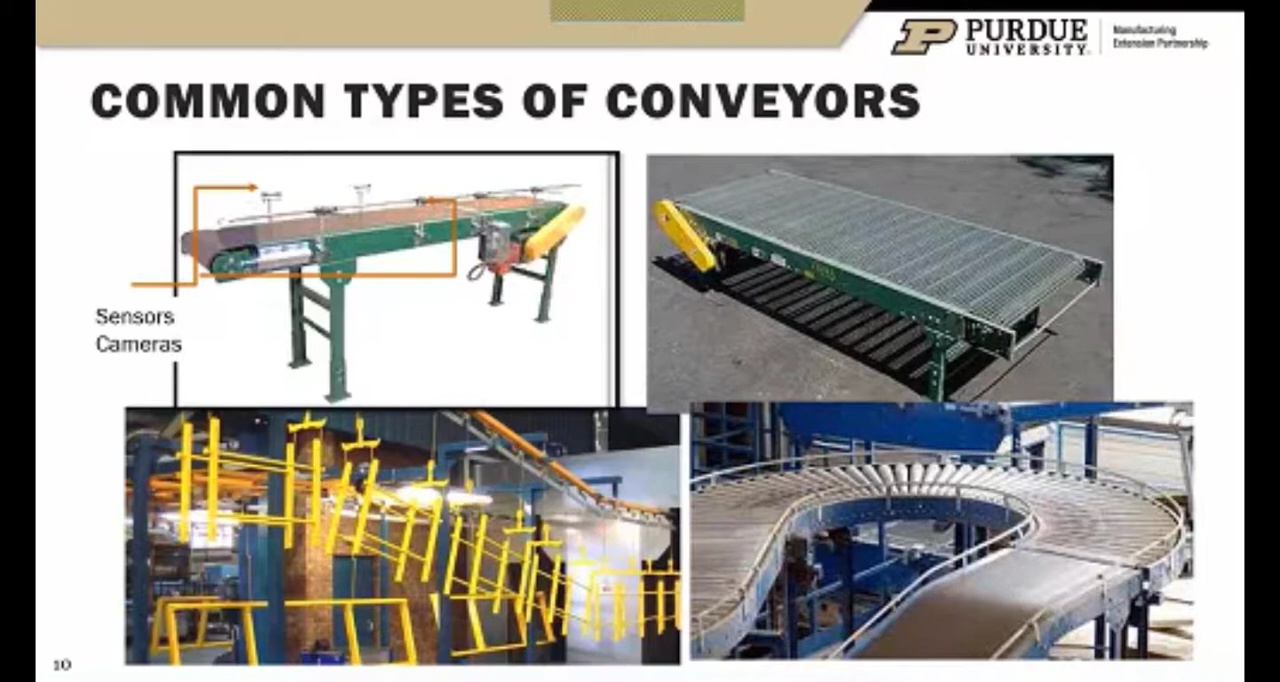 PURDUE
UNIVERSITY
Manufacturing
Extension Partnership
COMMON TYPES OF CONVEYORS
Sensors
Cameras
10